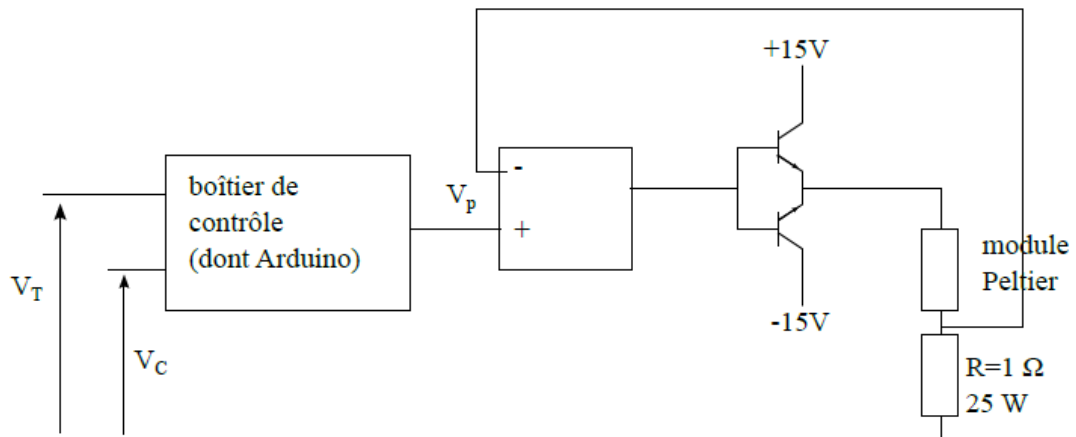 +15V
boîtier de
contrôle
(dont Arduino)
-
V_p
+
module
Peltier
V_T
-15V
V_C
R=1 Ω
25 W